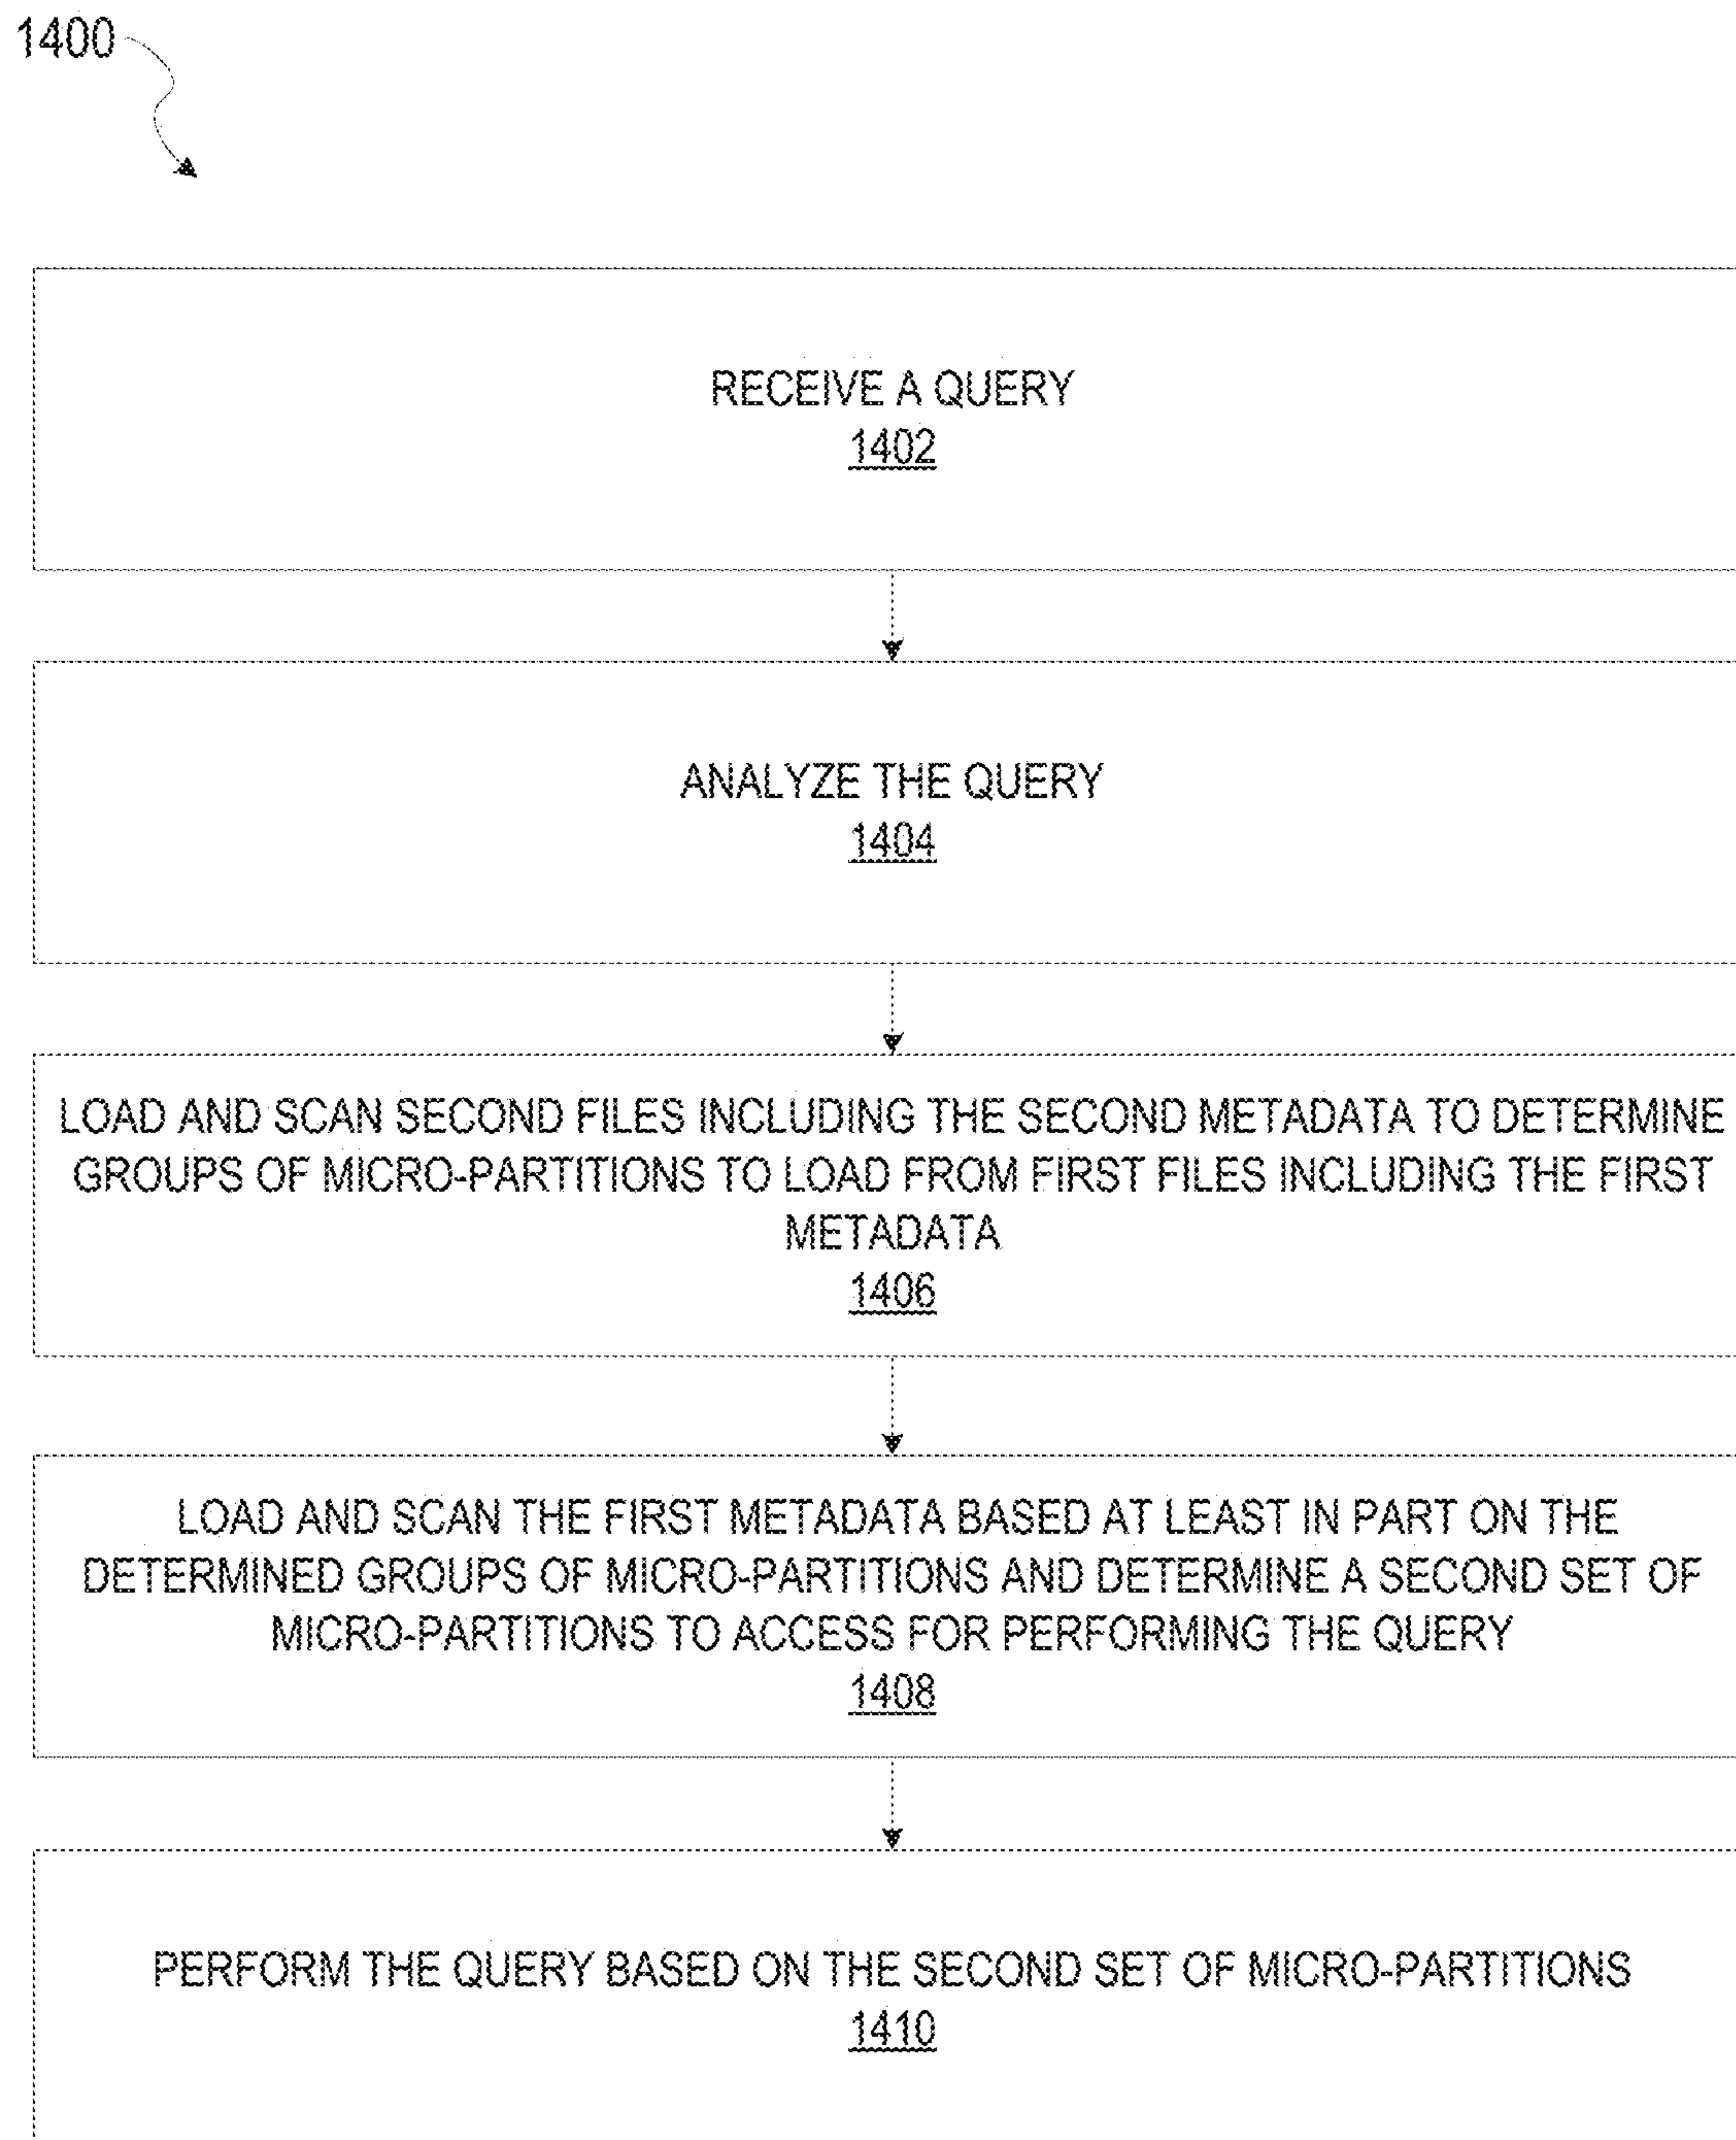 1400
RECEIVE A QUERY
1402
ANALYZE THE QUERY
1404
LOAD AND SCAN SECOND FILES INCLUDING THE SECOND METADATA TO DETERMINE
GROUPS OF MICRO-PARTITIONS TO LOAD FROM FIRST FILES INCLUDING THE FIRST
METADATA
1406
LOAD AND SCAN THE FIRST METADATA BASED AT LEAST IN PART ON THE
DETERMINED GROUPS OF MICRO-PARTITIONS AND DETERMINE A SECOND SET OF
MICRO-PARTITIONS TO ACCESS FOR PERFORMING THE QUERY
1408
PERFORM THE QUERY BASED ON THE SECOND SET OF MICRO-PARTITIONS
1410